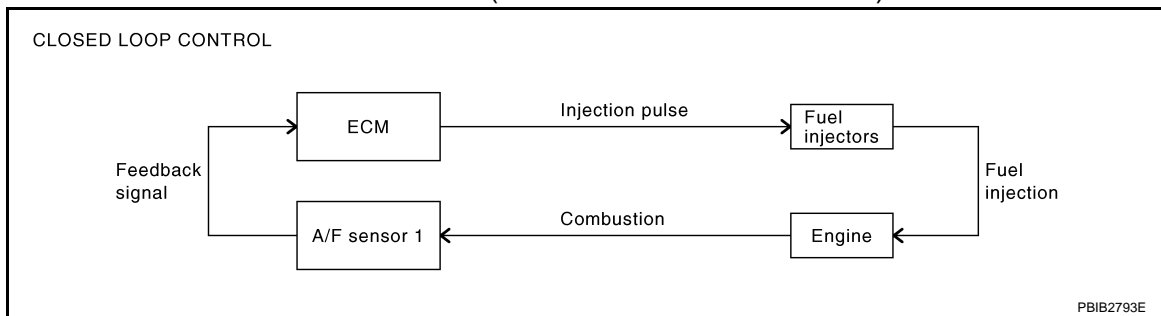 CLOSED LOOP CONTROL
ECM
Injection pulse
Fuel
injectors
Feedback
signal
Fuel
injection
A/F sensor 1
Combustion
Engine
PBIB2793E